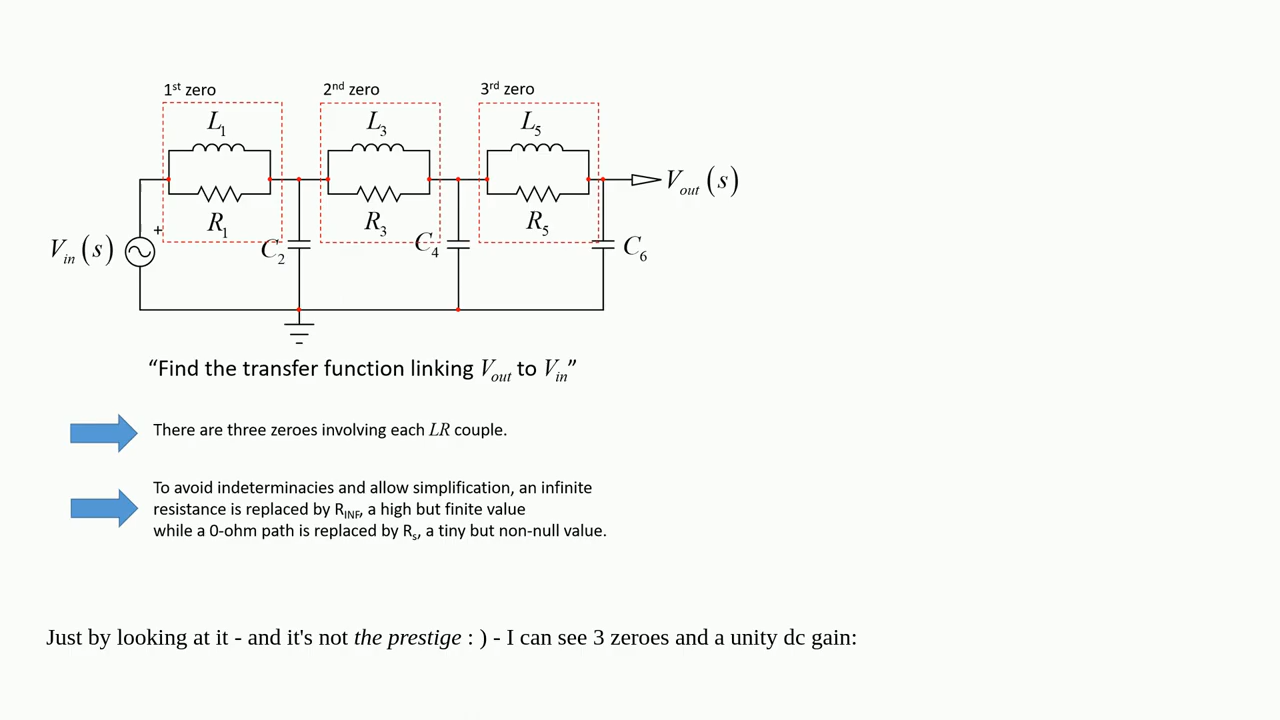 1st zero
2nd zero
3rd zero
L1
L3
L5
Vout (s)
R1
R3
R5
+
Vin (s)
C2
C4
C6
“Find the transfer function linking Vout to Vin”
There are three zeroes involving each LR couple.
To avoid indeterminacies and allow simplification, an infinite
resistance is replaced by RINF, a high but finite value
while a 0-ohm path is replaced by Rs, a tiny but non-null value.
Just by looking at it - and it's not the prestige : ) - I can see 3 zeroes and a unity dc gain: